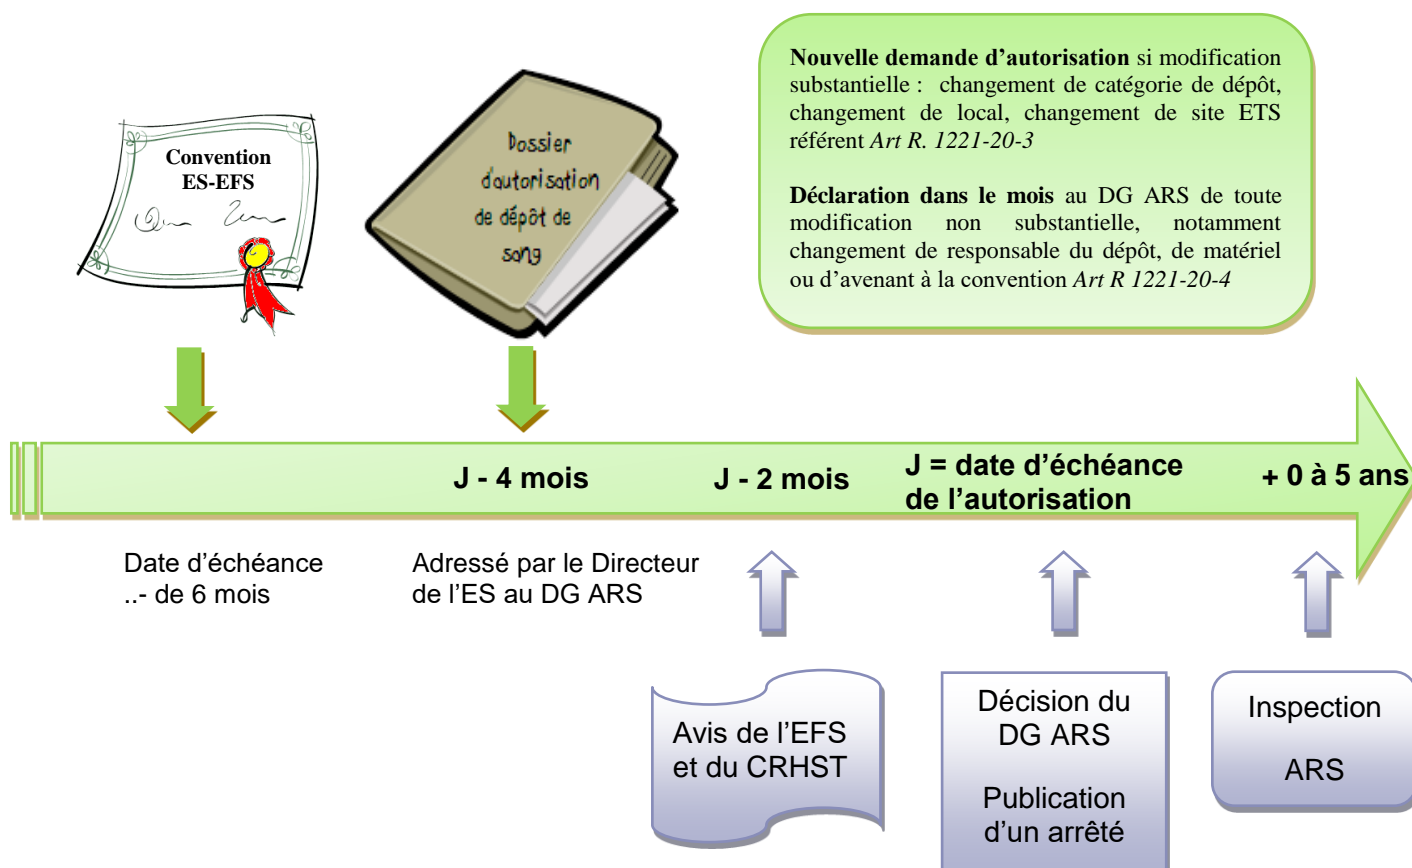 Nouvelle demande d'autorisation si modification
substantielle : changement de catégorie de dépôt,
changement de local, changement de site ETS
référent Art R. 1221-20-3
Déclaration dans le mois au DG ARS de toute
modification non substantielle, notamment
changement de responsable du dépôt, de matériel
ou d'avenant à la convention Art R 1221-20-4
Convention
ES-EFS
Dossier
d'autorisation
de dépôt de
sang
J - 4 mois
J - 2 mois
J = date d'échéance
de l'autorisation
+ 0 à 5 ans
Date d'échéance
..- de 6 mois
Adressé par le Directeur
de l'ES au DG ARS
Avis de l'EFS
et du CRHST
Décision du
DG ARS
Publication
d'un arrêté
Inspection
ARS